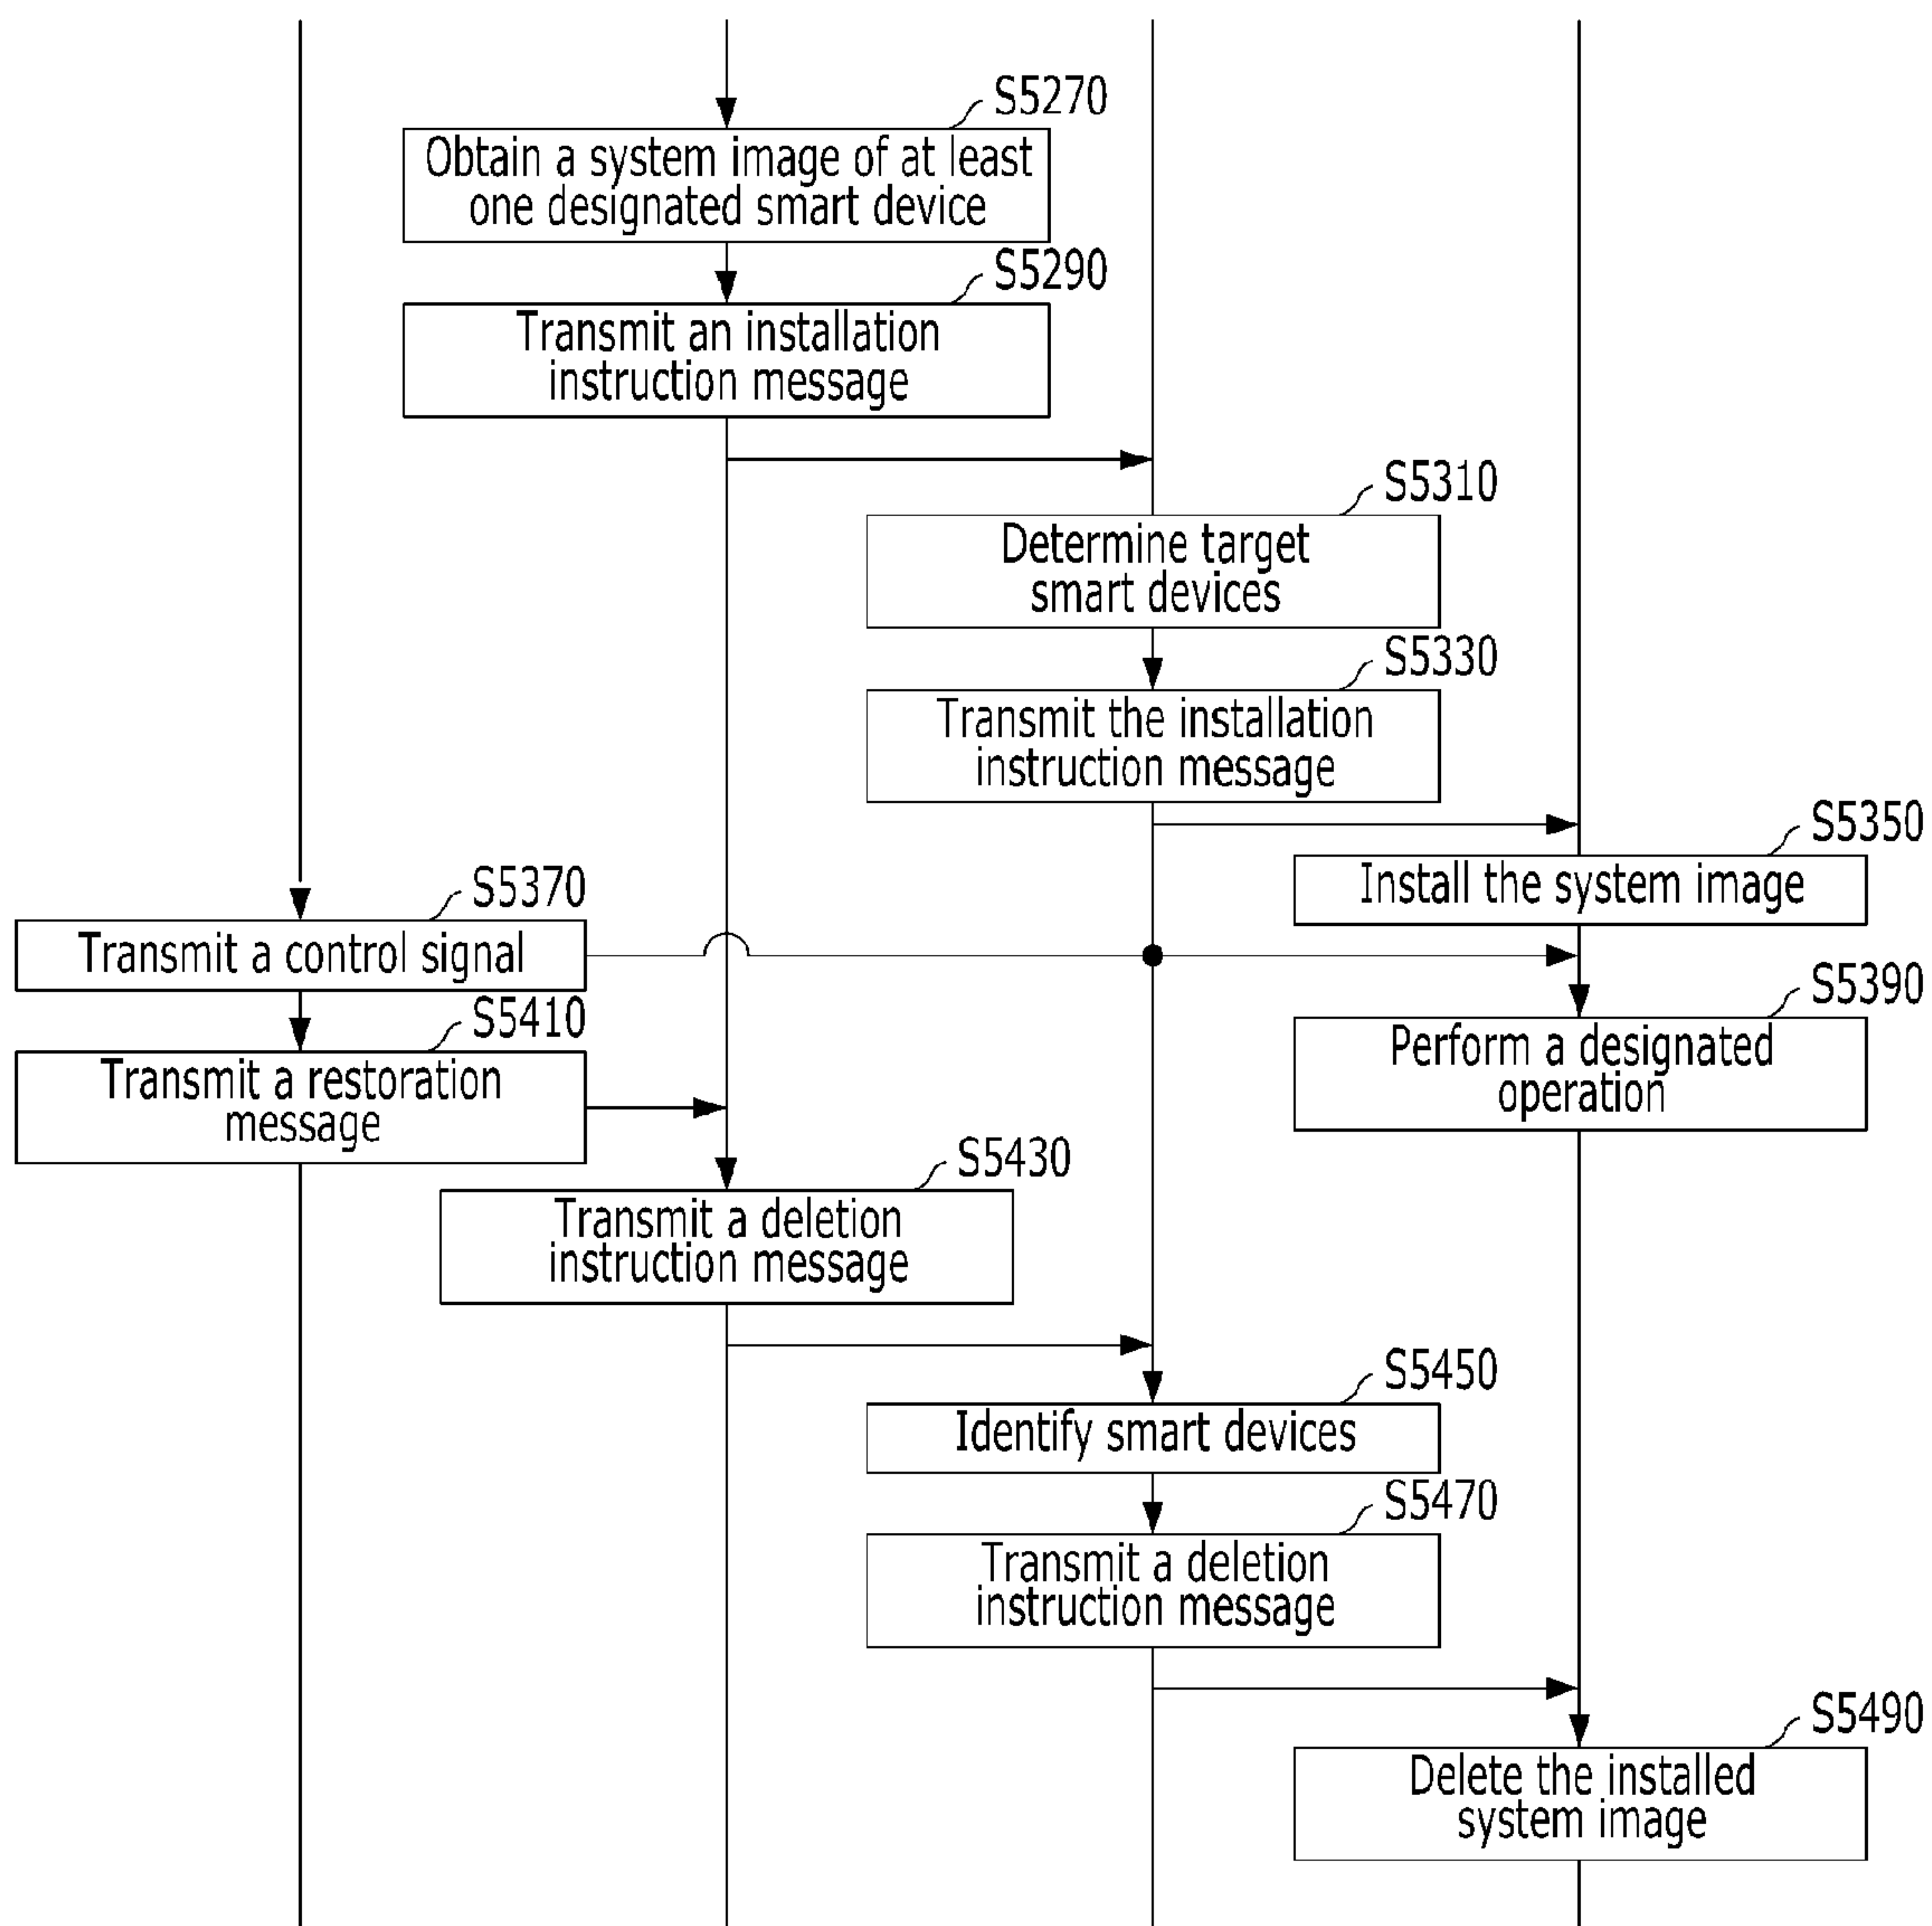 S5270
Obtain a system image of at least
one designated smart device
S5290
Transmit an installation
instruction message
S5310
Determine target
smart devices
S5330
Transmit the installation
instruction message
S5350
Install the system image
S5370
Transmit a control signal
S5390
Perform a designated
operation
S5410
Transmit a restoration
message
S5430
Transmit a deletion
instruction message
S5450
Identify smart devices
S5470
Transmit a deletion
instruction message
S5490
Delete the installed
system image